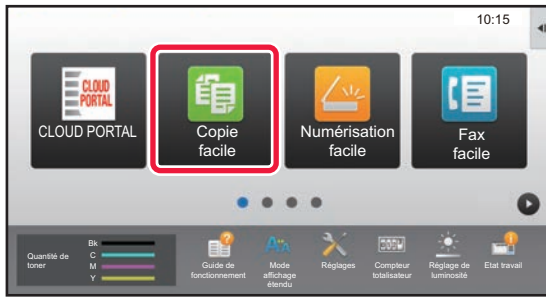 10:15
CLOUD
PORTAL
CLOUD PORTAL
Copie
facile
Numérisation
facile
Fax
facile
Quantité de
toner
Bk
C
M
Y
Guide de
fonctionnement
Mode
affichage
étendu
Réglages
Compteur
totalisateur
Réglage de
luminosité
Etat travail